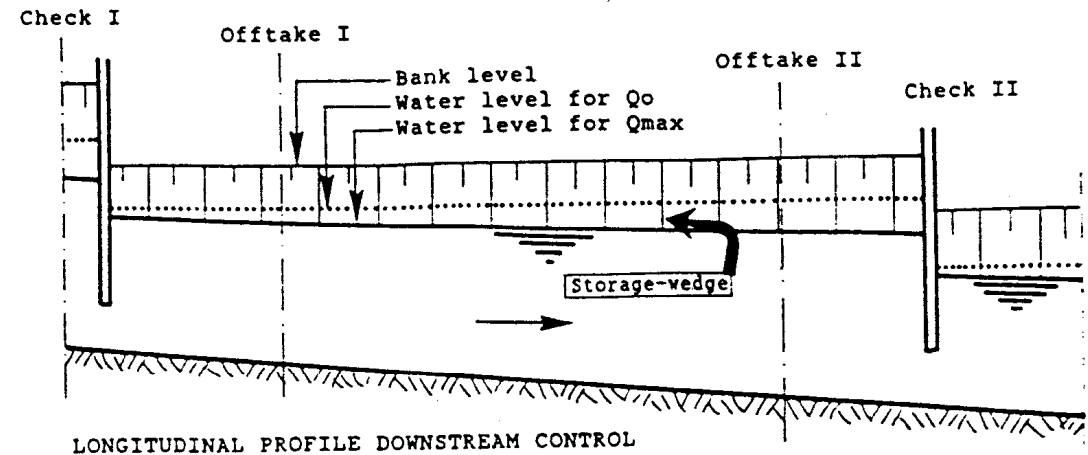 Check I
Offtake I
Offtake II
Check II
Bank level
Water level for Qo
Water level for Qmax
Storage-wedge
LONGITUDINAL PROFILE DOWNSTREAM CONTROL